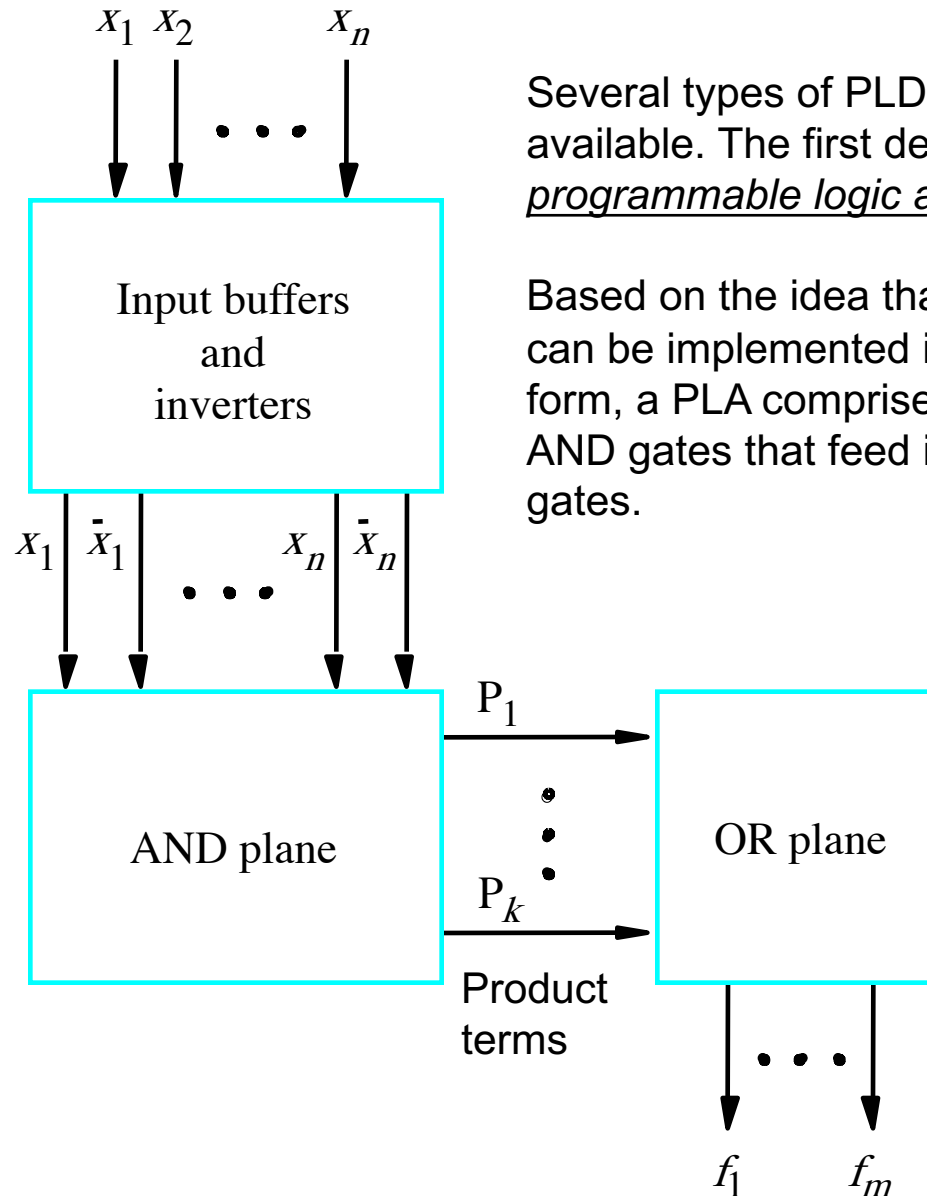 x1 x2 xn
Several types of PLD
available. The first de
programmable logic a
Based on the idea tha
can be implemented i
form, a PLA comprise
AND gates that feed i
gates.
Input buffers
and
inverters
x1 x̄1 xn x̄n
P1
AND plane
OR plane
Pk
Product
terms
f1 fm